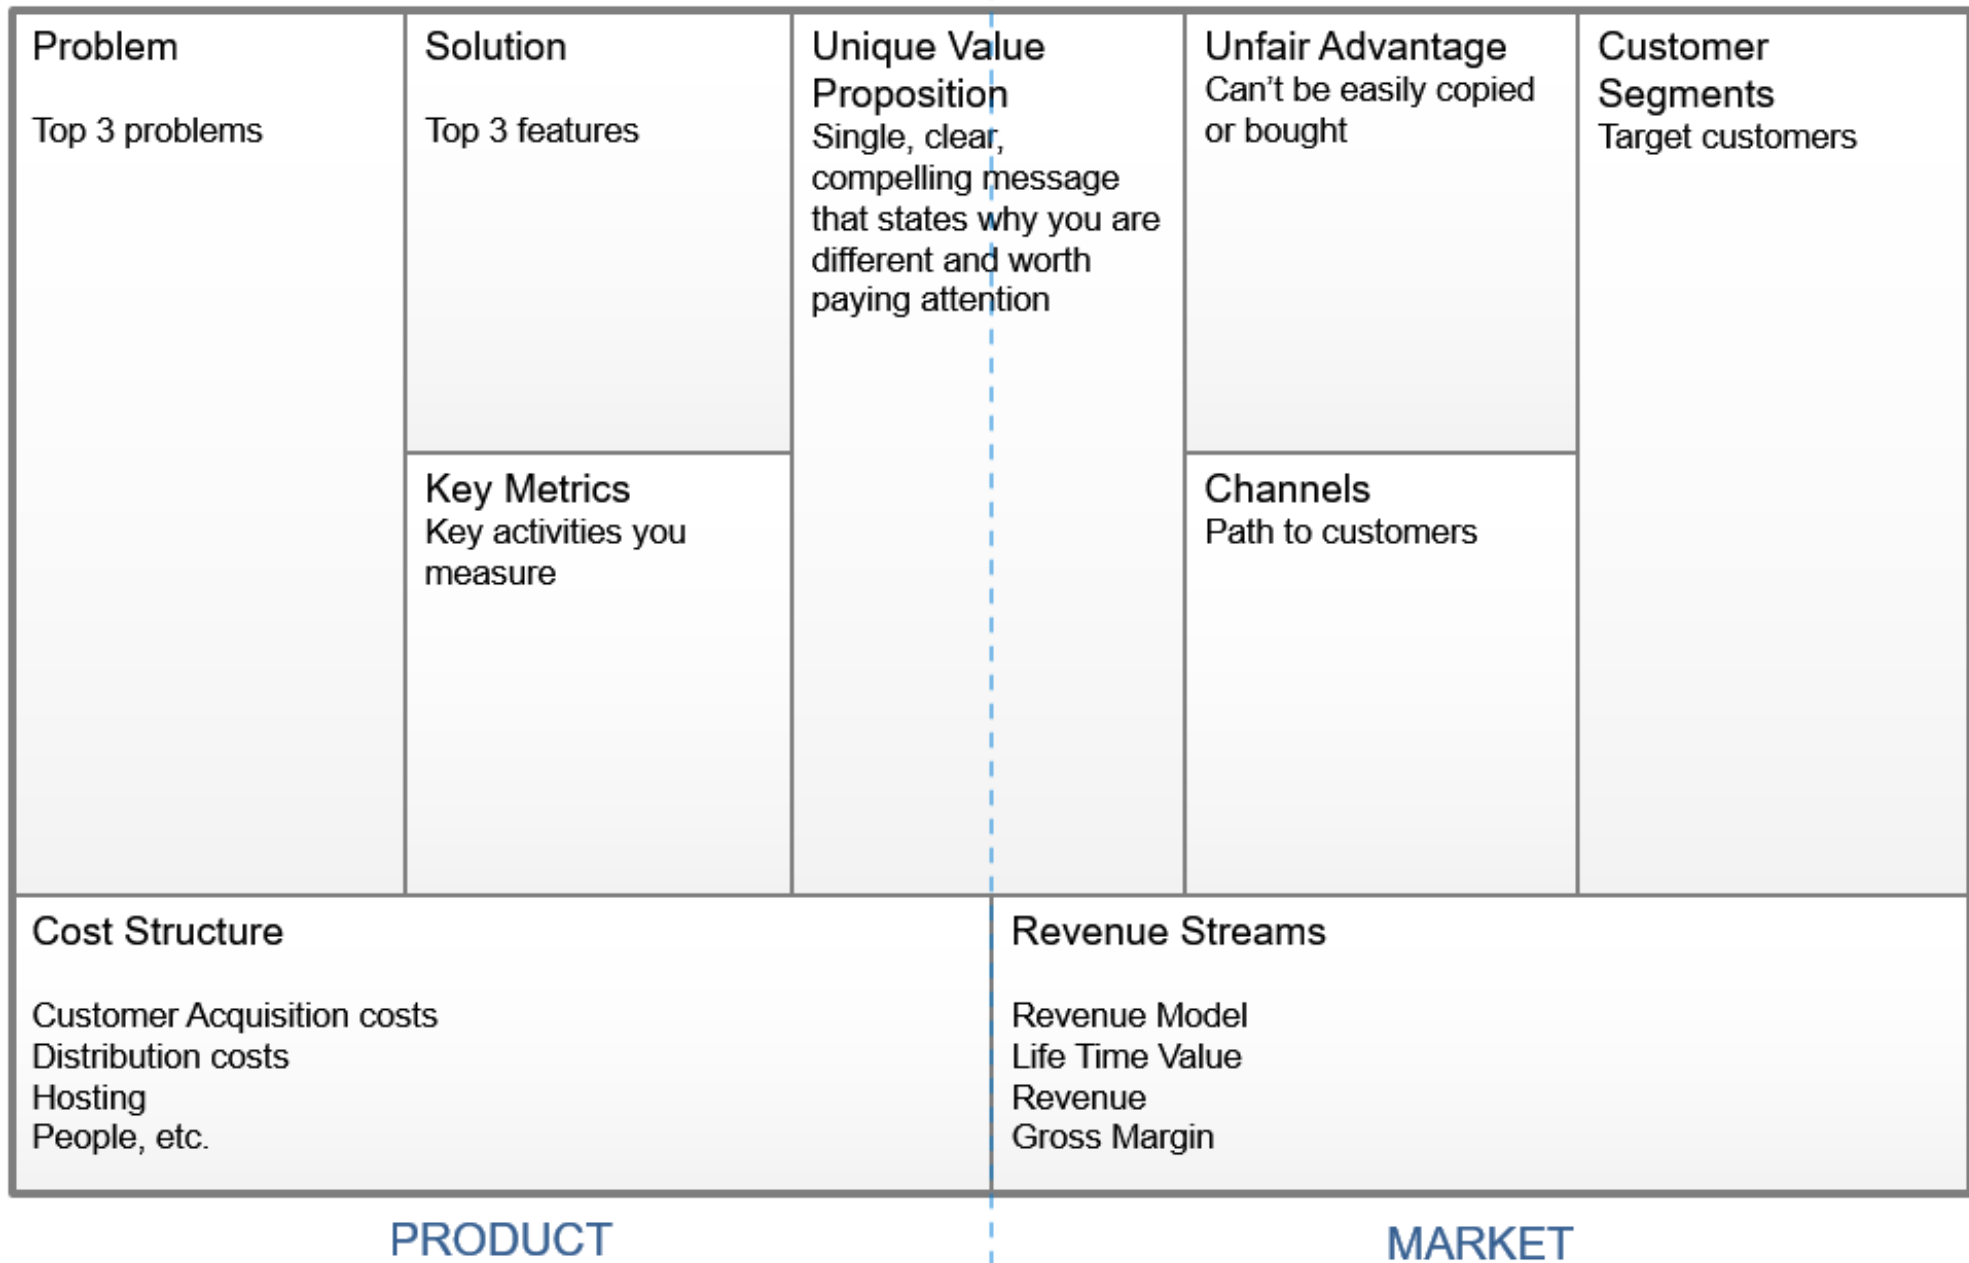 Problem
Top 3 problems
Solution
Top 3 features
Key Metrics
Key activities you
measure
Unique Value
Proposition
Single, clear,
compelling message
that states why you are
different and worth
paying attention
Unfair Advantage
Can't be easily copied
or bought
Channels
Path to customers
Customer
Segments
Target customers
Cost Structure
Customer Acquisition costs
Distribution costs
Hosting
People, etc.
Revenue Streams
Revenue Model
Life Time Value
Revenue
Gross Margin
PRODUCT
MARKET